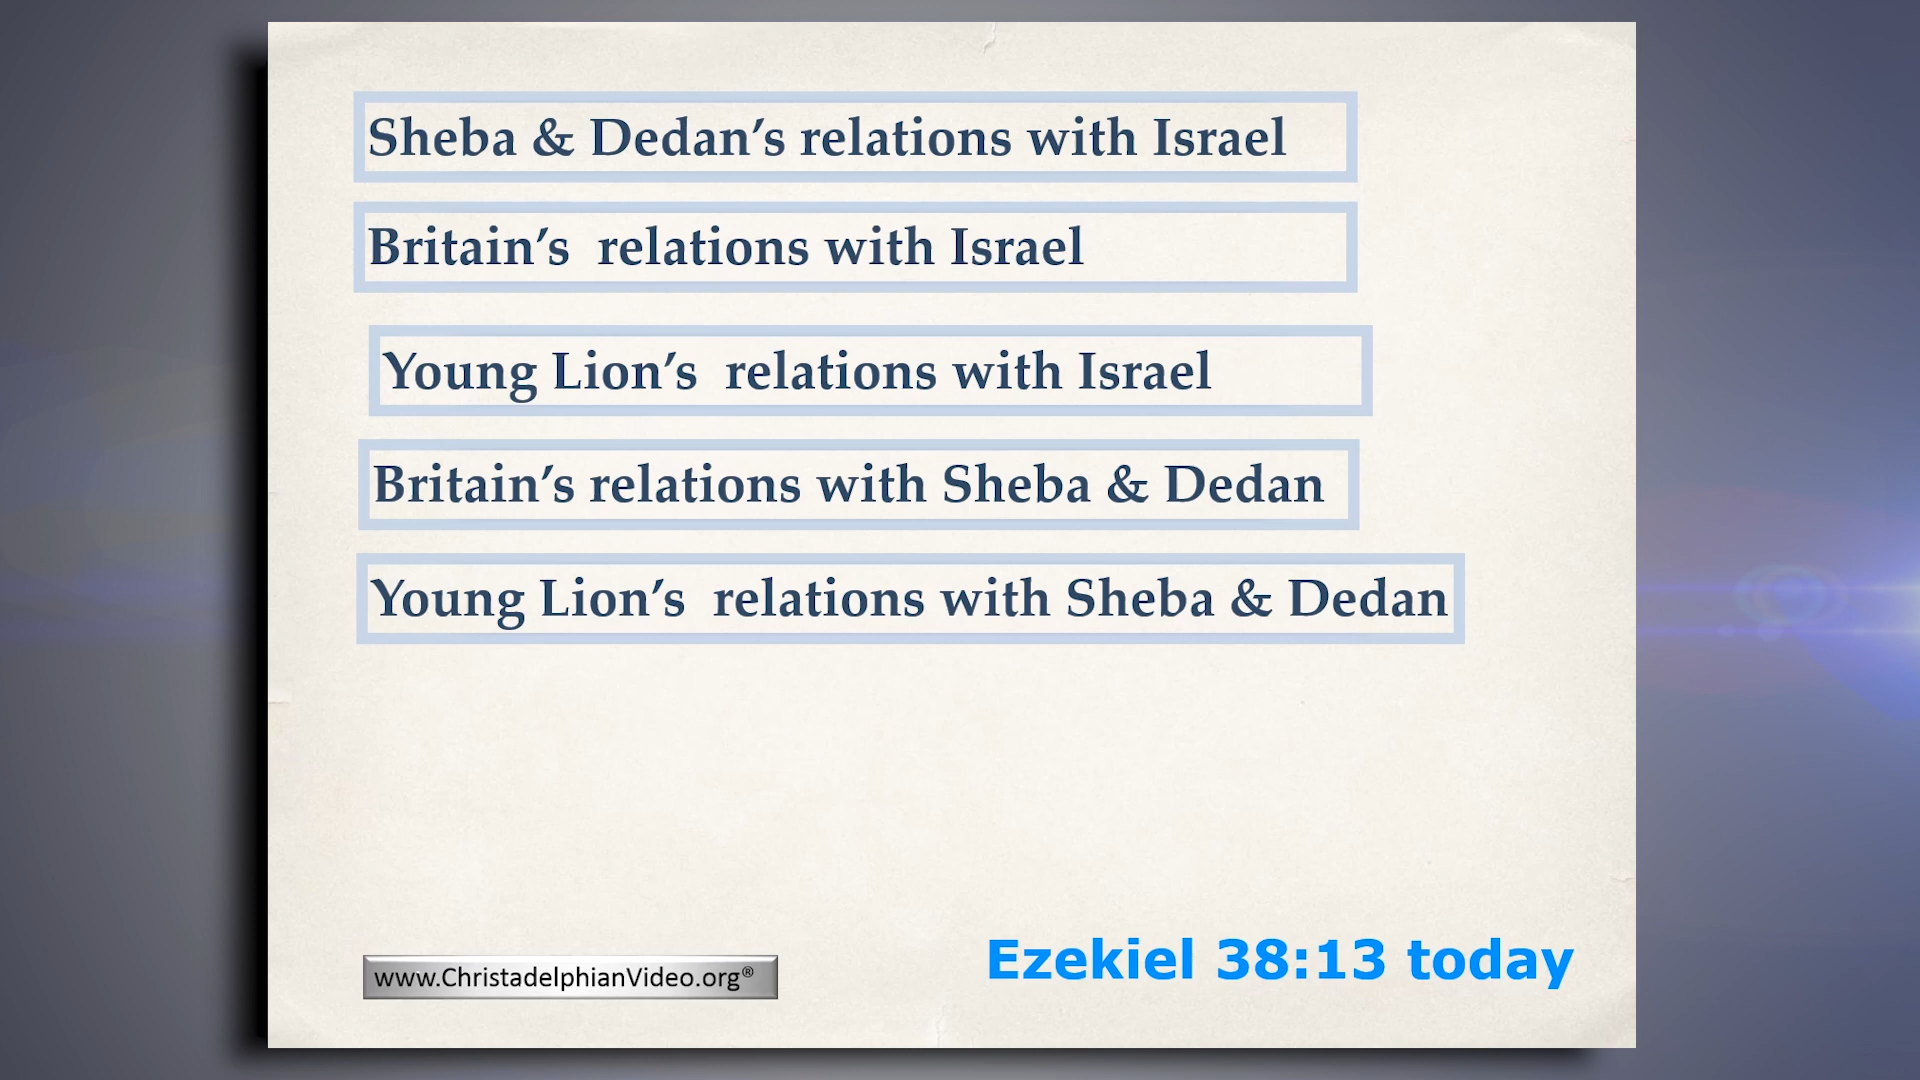 Sheba & Dedan’s relations with Israel
Britain’s relations with Israel
Young Lion’s relations with Israel
Britain’s relations with Sheba & Dedan
Young Lion’s relations with Sheba & Dedan
www.ChristadelphianVideo.org®
Ezekiel 38:13 today